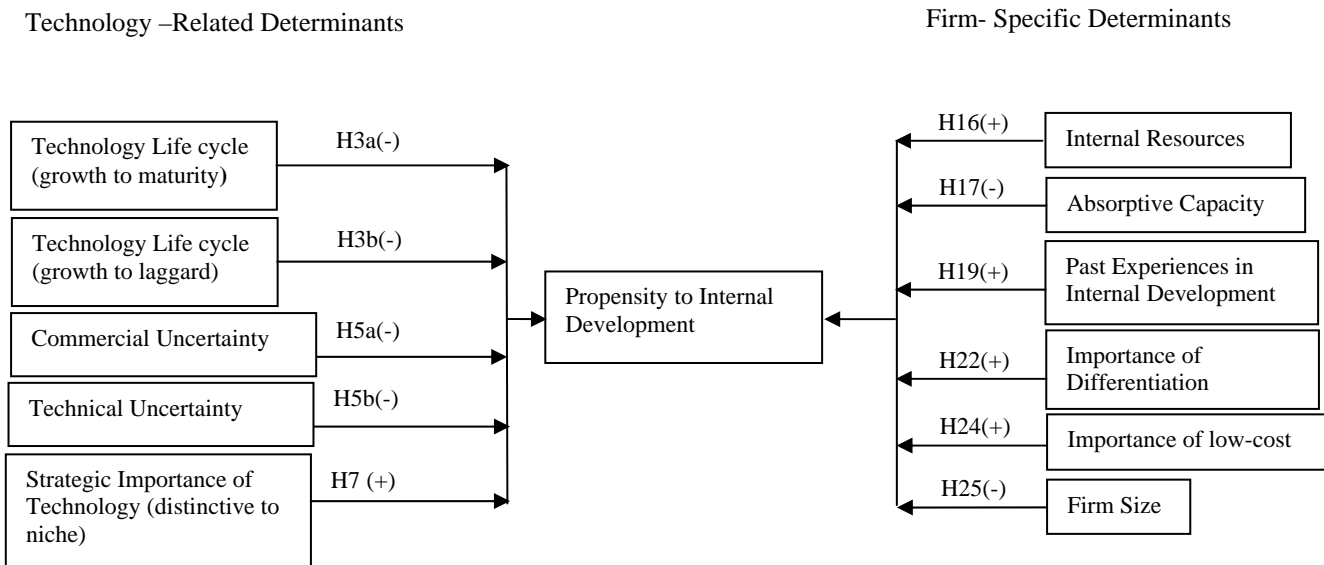 Technology –Related Determinants
Firm- Specific Determinants
Technology Life cycle
(growth to maturity)
H3a(-)
Technology Life cycle
(growth to laggard)
H3b(-)
Commercial Uncertainty
H5a(-)
Technical Uncertainty
H5b(-)
Strategic Importance of
Technology (distinctive to
niche)
H7 (+)
Propensity to Internal
Development
H16(+)
Internal Resources
H17(-)
Absorptive Capacity
H19(+)
Past Experiences in
Internal Development
H22(+)
Importance of
Differentiation
H24(+)
Importance of low-cost
H25(-)
Firm Size